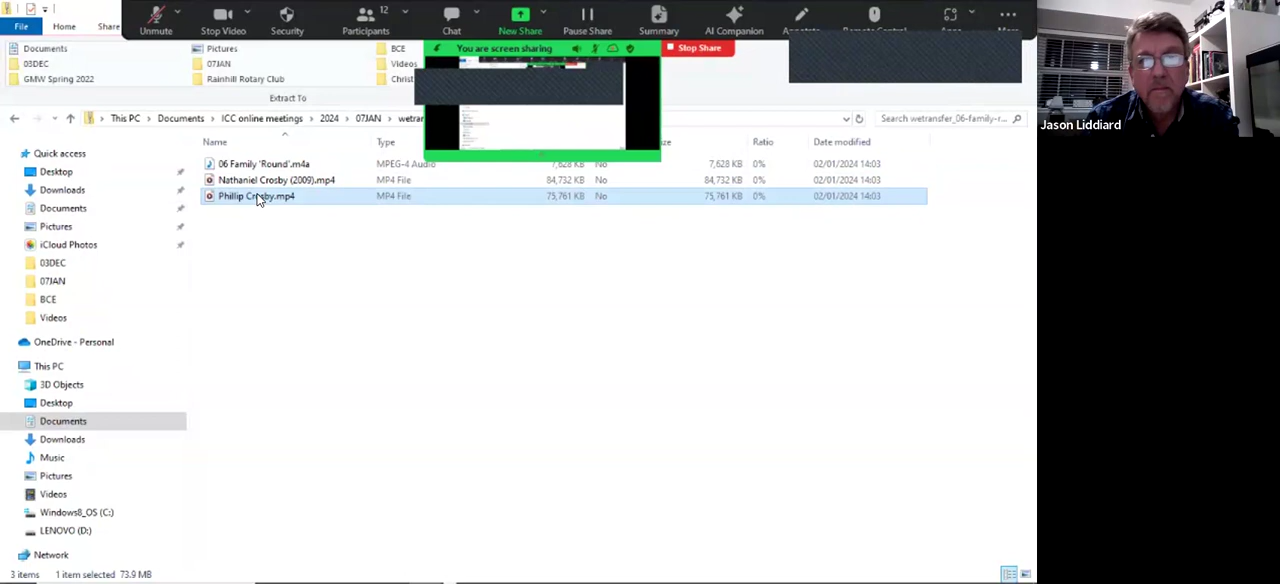 12
Unmute
Stop Video
Security
Participants
Chat
New Share
Pause Share
Summary
AI Companion
File
Home
Share
You are screen sharing
Stop Share
Documents
Pictures
BCE
03DEC
07JAN
Videos
GMW Spring 2022
Rainhill Rotary Club
Christ
Jason Liddiard
Extract To
This PC > Documents > ICC online meetings > 2024 > 07JAN > wetran
Search wetransfer_06-family-r...
Name
Type
Ratio
Date modified
06 Family 'Round'.m4a
MPEG-4 Audio
7,628 KB
No
7,628 KB
0%
02/01/2024 14:03
Nathaniel Crosby (2009).mp4
MP4 File
84,732 KB
No
84,732 KB
0%
02/01/2024 14:03
Phillip Crosby.mp4
MP4 File
75,761 KB
No
75,761 KB
0%
02/01/2024 14:03
Quick access
Desktop
Downloads
Documents
Pictures
iCloud Photos
03DEC
07JAN
BCE
Videos
OneDrive - Personal
This PC
3D Objects
Desktop
Documents
Downloads
Music
Pictures
Videos
Windows8_OS (C:)
LENOVO (D:)
Network
3 items
1 item selected 73.9 MB